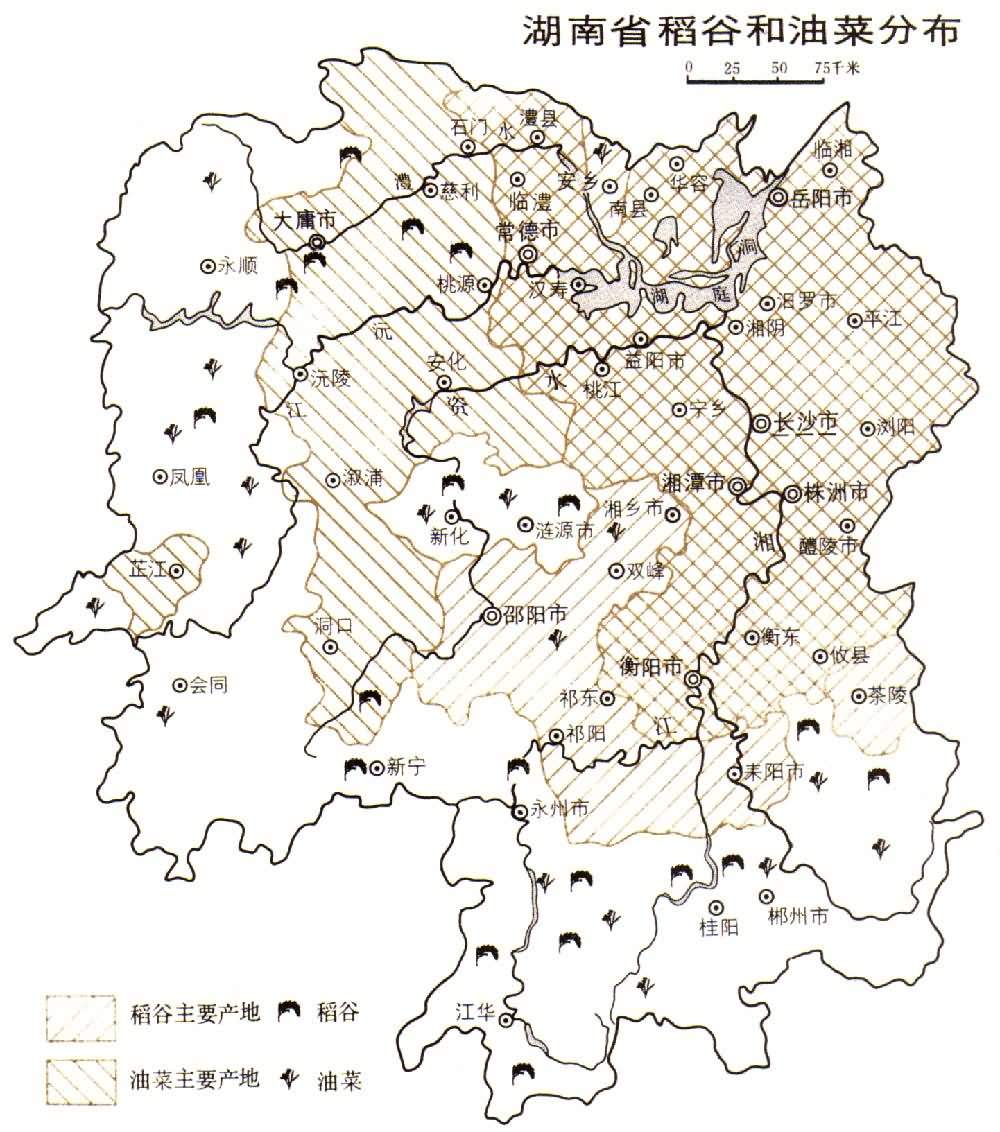 湖南省稻谷和油菜分布
0 25 50 75千米
澧县
石门
水
临湘
安乡
华容
澧
慈利
临澧
南县
岳阳市
大庸市
常德市
洞
永顺
桃源
汉寿
湖
庭
汨罗市
平江
沅
湘阴
益阳市
安化
沅陵
水
桃江
江
资
宁乡
长沙市
浏阳
凤凰
溆浦
湘潭市
株洲市
新化
涟源市
湘乡市
湘
醴陵市
芷江
双峰
邵阳市
洞口
衡东
衡阳市
攸县
会同
祁东
茶陵
祁阳
江
新宁
耒阳市
永州市
桂阳
郴州市
江华
稻谷主要产地
稻谷
油菜主要产地
油菜